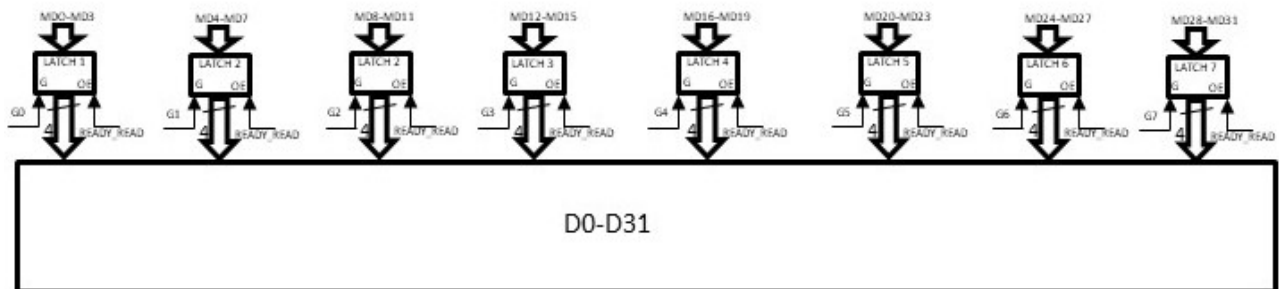 MD0-MD3 MD4-MD7 MD8-MD11 MD12-MD15 MD16-MD19 MD20-MD23 MD24-MD27 MD28-MD31
LATCH 1 LATCH 2 LATCH 2 LATCH 3 LATCH 4 LATCH 5 LATCH 6 LATCH 7
G OE G OE G OE G OE G OE G OE G OE G OE
G0 G1 G2 G3 G4 G5 G6 G7
4 READY_READ 4 READY_READ 4 READY_READ 4 READY_READ 4 READY_READ 4 READY_READ 4 READY_READ 4 READY_READ
D0-D31